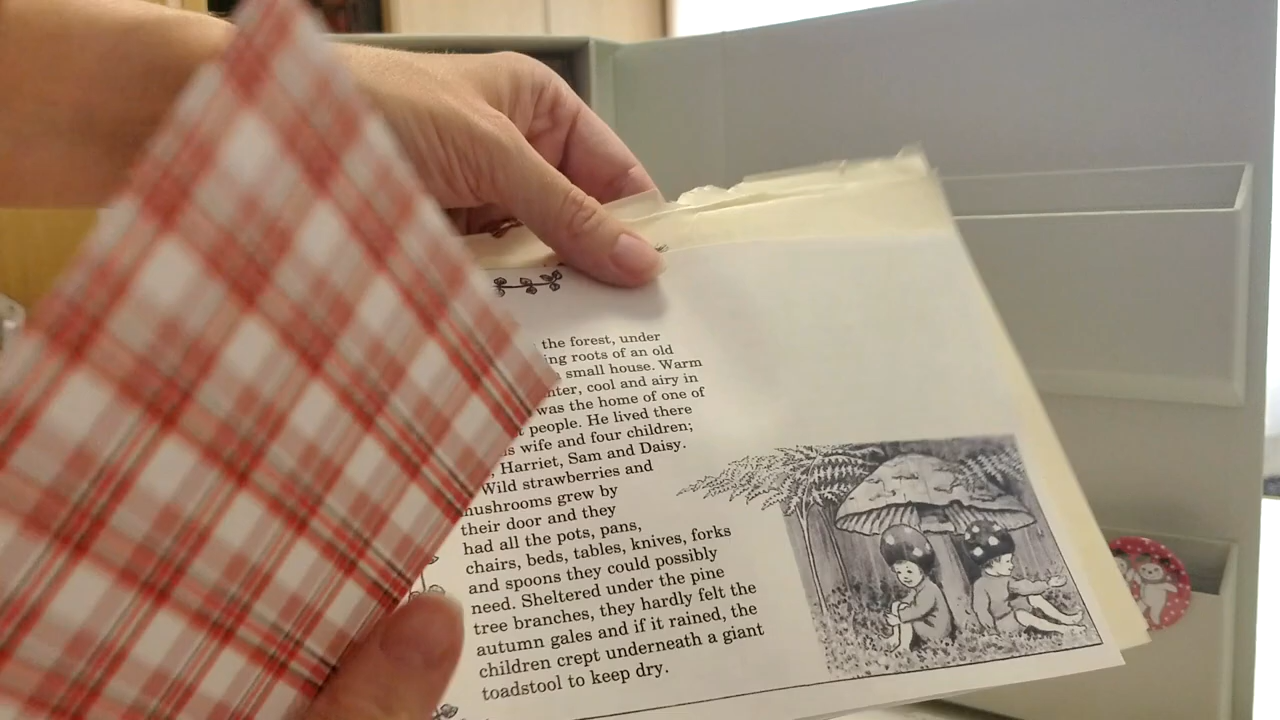 the forest, under
ing roots of an old
small house. Warm
nter, cool and airy in
was the home of one of
people. He lived there
s wife and four children;
, Harriet, Sam and Daisy.
Wild strawberries and
mushrooms grew by
their door and they
had all the pots, pans,
chairs, beds, tables, knives, forks
and spoons they could possibly
need. Sheltered under the pine
tree branches, they hardly felt the
autumn gales and if it rained, the
children crept underneath a giant
toadstool to keep dry.